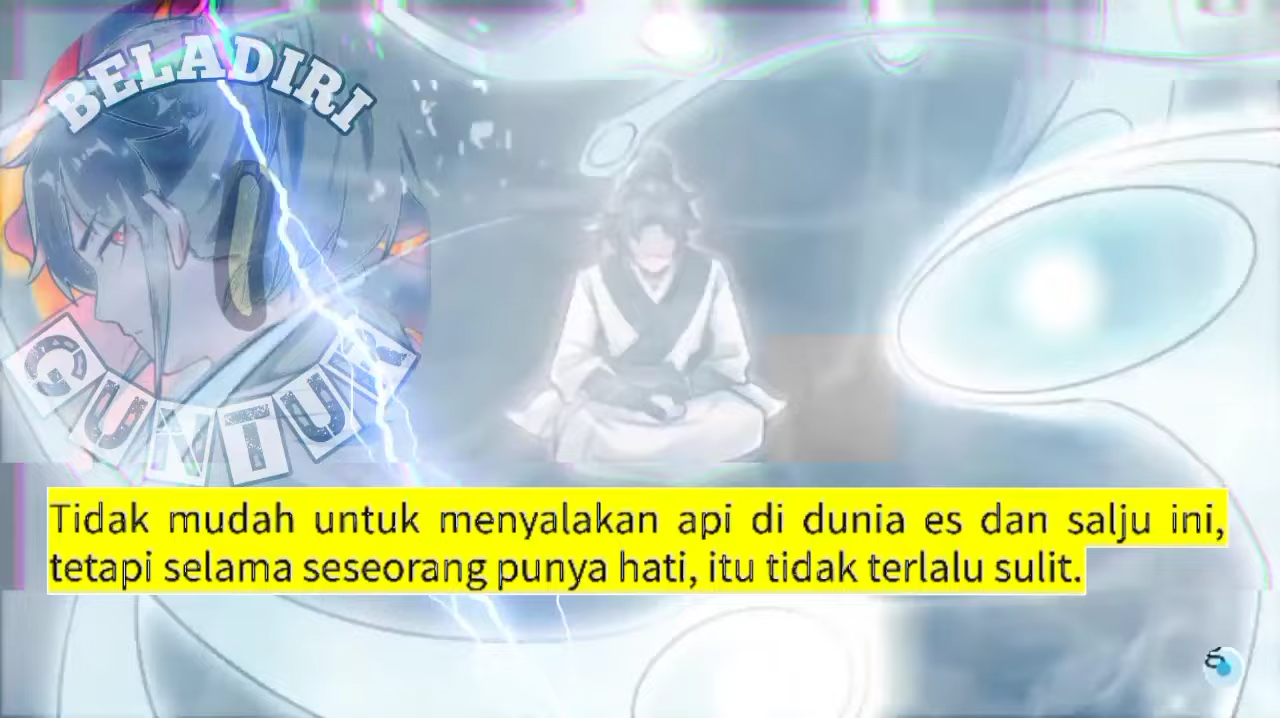 BELADIRI
GUNTUR
Tidak mudah untuk menyalakan api di dunia es dan salju ini,
tetapi selama seseorang punya hati, itu tidak terlalu sulit.